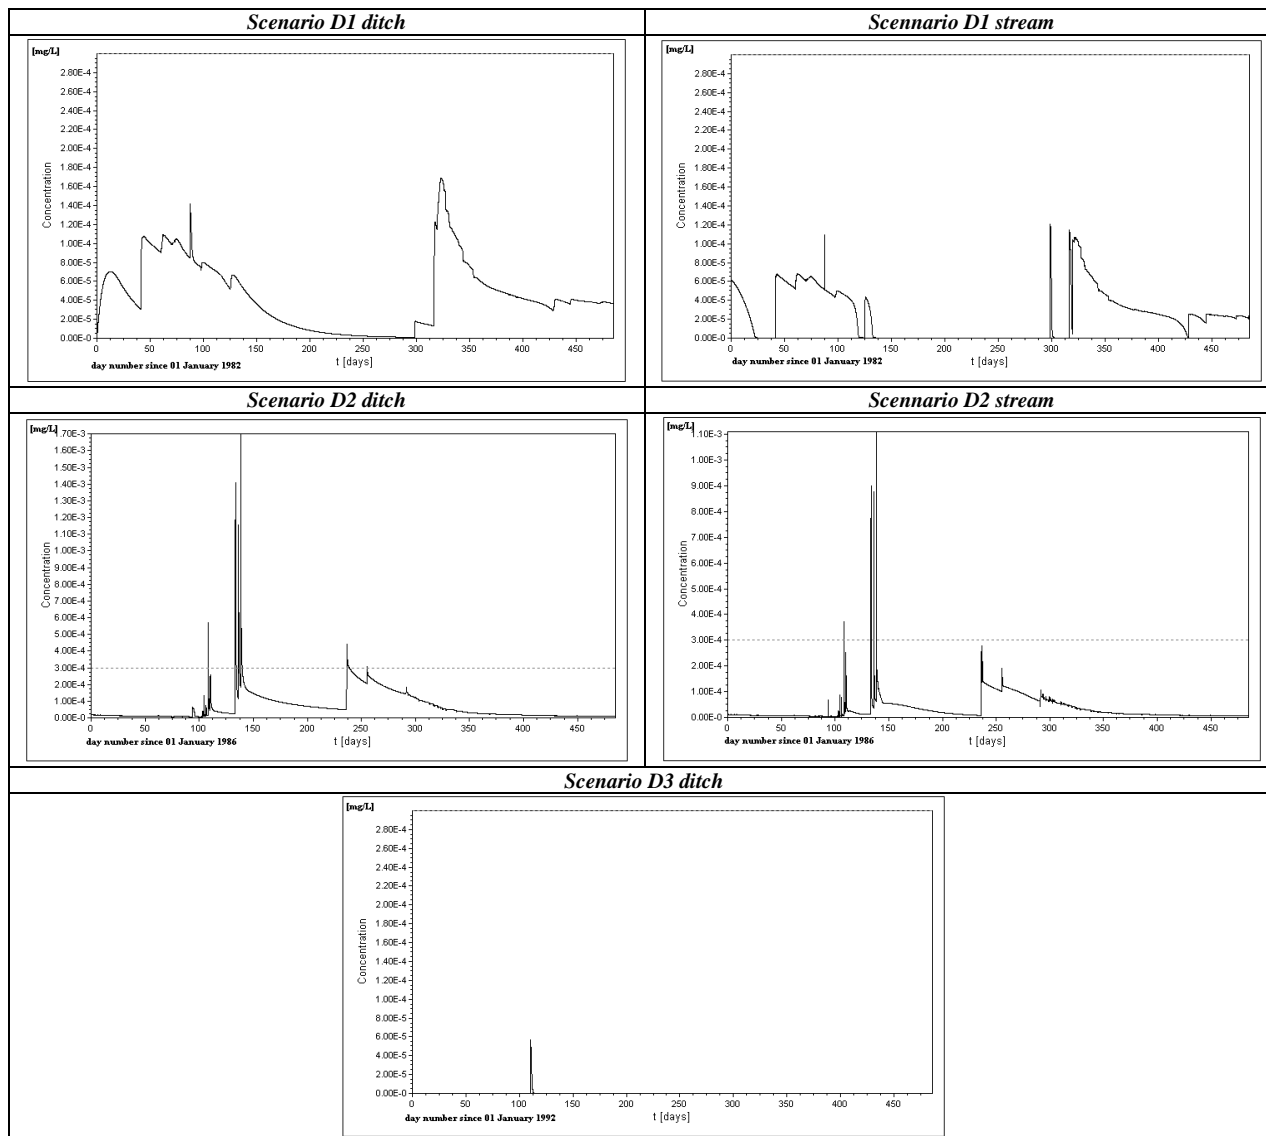 Scenario D1 ditch
Scennario D1 stream
[mg/L]
2.80E-4
2.60E-4
2.40E-4
2.20E-4
2.00E-4
1.80E-4
1.60E-4
1.40E-4
1.20E-4
1.00E-4
8.00E-5
6.00E-5
4.00E-5
2.00E-5
0.00E-0
Concentration
0 50 100 150 200 250 300 350 400 450
t [days]
day number since 01 January 1982
[mg/L]
2.80E-4
2.60E-4
2.40E-4
2.20E-4
2.00E-4
1.80E-4
1.60E-4
1.40E-4
1.20E-4
1.00E-4
8.00E-5
6.00E-5
4.00E-5
2.00E-5
0.00E-0
Concentration
0 50 100 150 200 250 300 350 400 450
t [days]
day number since 01 January 1982
Scenario D2 ditch
Scennario D2 stream
[mg/L]
1.70E-3
1.60E-3
1.50E-3
1.40E-3
1.30E-3
1.20E-3
1.10E-3
1.00E-3
9.00E-4
8.00E-4
7.00E-4
6.00E-4
5.00E-4
4.00E-4
3.00E-4
2.00E-4
1.00E-4
0.00E-0
Concentration
0 50 100 150 200 250 300 350 400 450
t [days]
day number since 01 January 1986
[mg/L]
1.10E-3
1.00E-3
9.00E-4
8.00E-4
7.00E-4
6.00E-4
5.00E-4
4.00E-4
3.00E-4
2.00E-4
1.00E-4
0.00E-0
Concentration
0 50 100 150 200 250 300 350 400 450
t [days]
day number since 01 January 1986
Scenario D3 ditch
[mg/L]
2.80E-4
2.60E-4
2.40E-4
2.20E-4
2.00E-4
1.80E-4
1.60E-4
1.40E-4
1.20E-4
1.00E-4
8.00E-5
6.00E-5
4.00E-5
2.00E-5
0.00E-0
Concentration
0 50 100 150 200 250 300 350 400 450
t [days]
day number since 01 January 1992